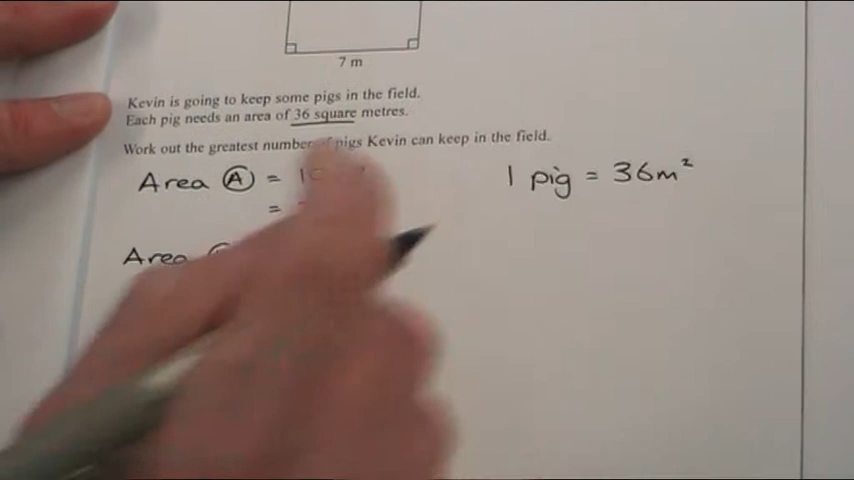 7 m
Kevin is going to keep some pigs in the field.
Each pig needs an area of 36 square metres.
Work out the greatest number of pigs Kevin can keep in the field.
Area A =
1 pig = 36m²
=
Area